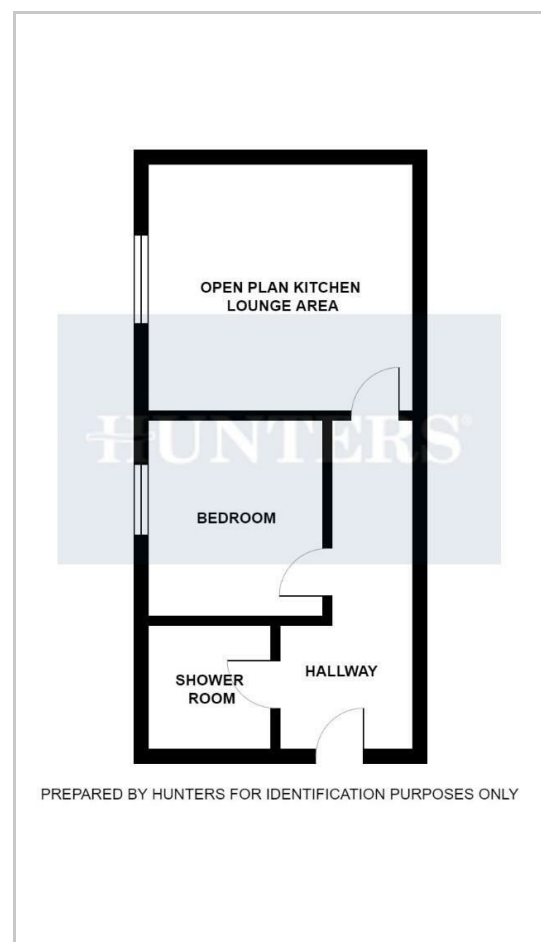 OPEN PLAN KITCHEN
LOUNGE AREA
HUNTERS®
BEDROOM
SHOWER
ROOM
HALLWAY
PREPARED BY HUNTERS FOR IDENTIFICATION PURPOSES ONLY